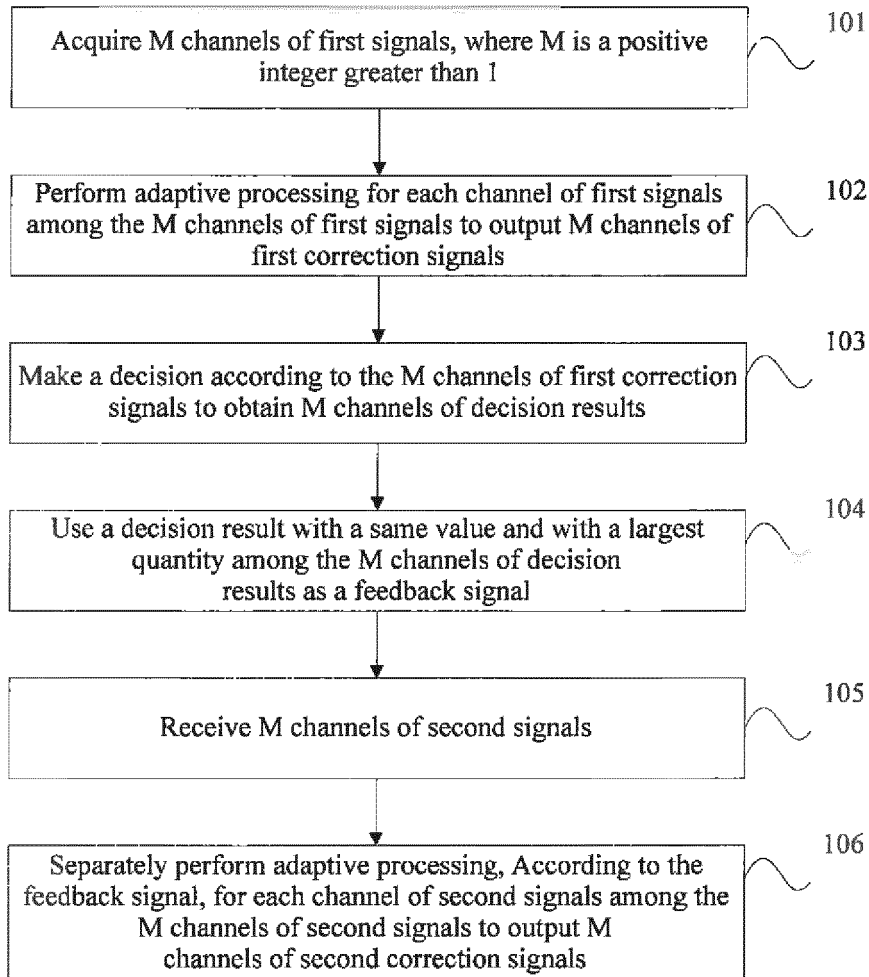 101
Acquire M channels of first signals, where M is a positive
integer greater than 1
102
Perform adaptive processing for each channel of first signals
among the M channels of first signals to output M channels of
first correction signals
103
Make a decision according to the M channels of first correction
signals to obtain M channels of decision results
104
Use a decision result with a same value and with a largest
quantity among the M channels of decision
results as a feedback signal
105
Receive M channels of second signals
106
Separately perform adaptive processing, According to the
feedback signal, for each channel of second signals among the
M channels of second signals to output M
channels of second correction signals